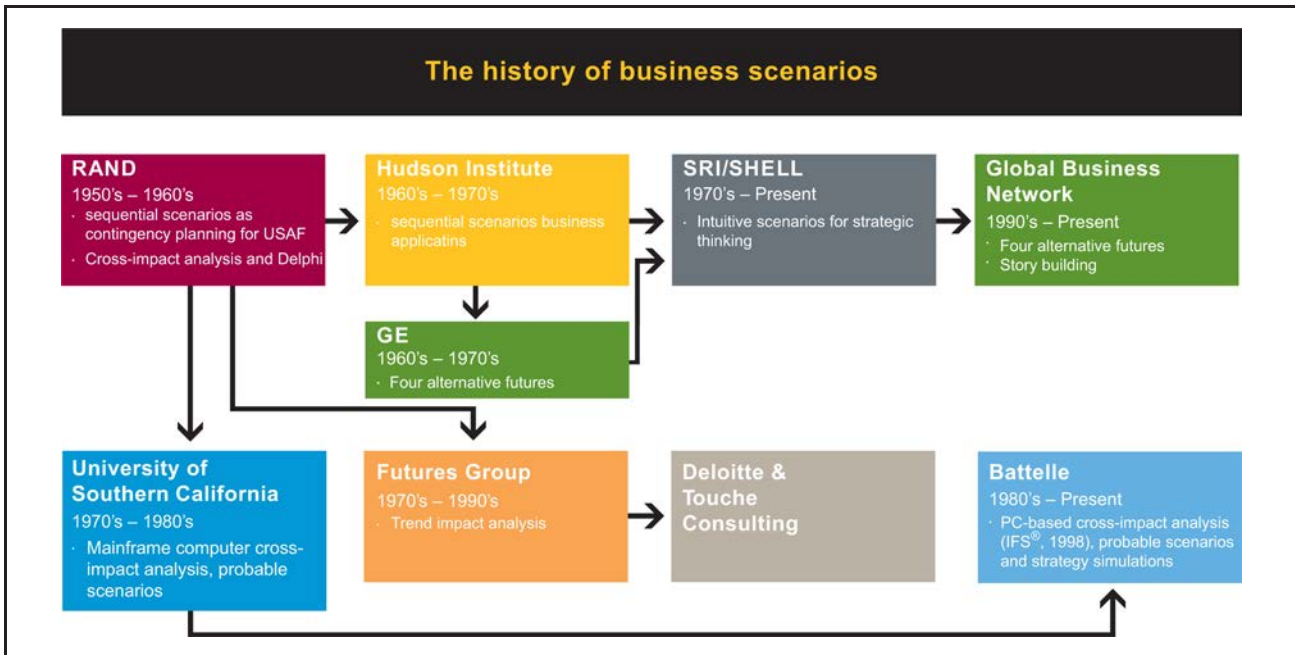 The history of business scenarios
RAND
1950's – 1960's
· sequential scenarios as
contingency planning for USAF
· Cross-impact analysis and Delphi
Hudson Institute
1960's – 1970's
· sequential scenarios business
applicatins
SRI/SHELL
1970's – Present
· Intuitive scenarios for strategic
thinking
Global Business
Network
1990's – Present
· Four alternative futures
· Story building
GE
1960's – 1970's
· Four alternative futures
University of
Southern California
1970's – 1980's
· Mainframe computer cross-
impact analysis, probable
scenarios
Futures Group
1970's – 1990's
· Trend impact analysis
Deloitte &
Touche
Consulting
Battelle
1980's – Present
· PC-based cross-impact analysis
(IFS®, 1998), probable scenarios
and strategy simulations